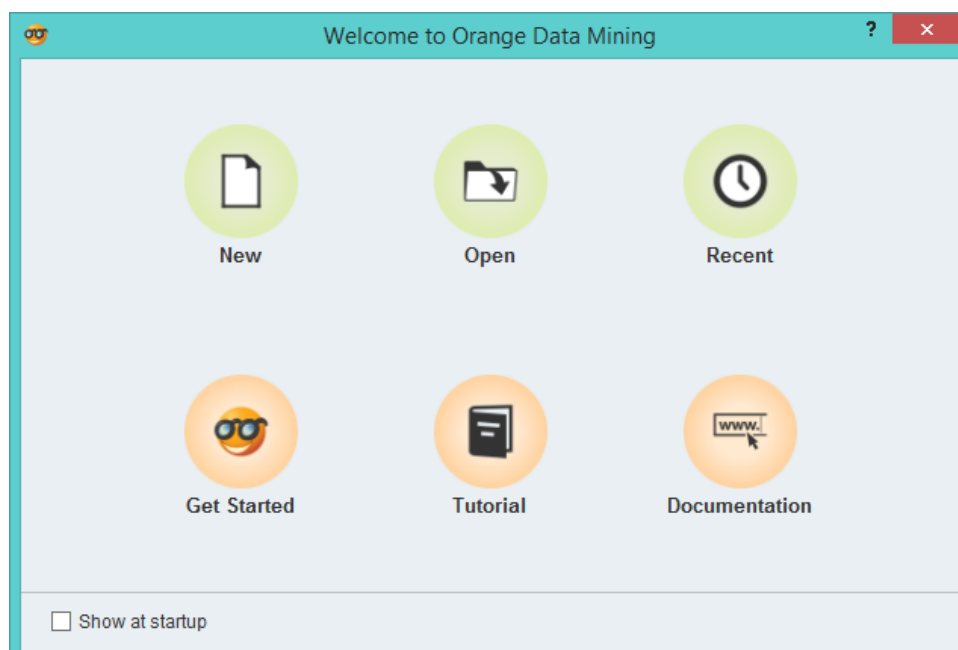 Welcome to Orange Data Mining
?
New Open Recent
www.
Get Started Tutorial Documentation
Show at startup